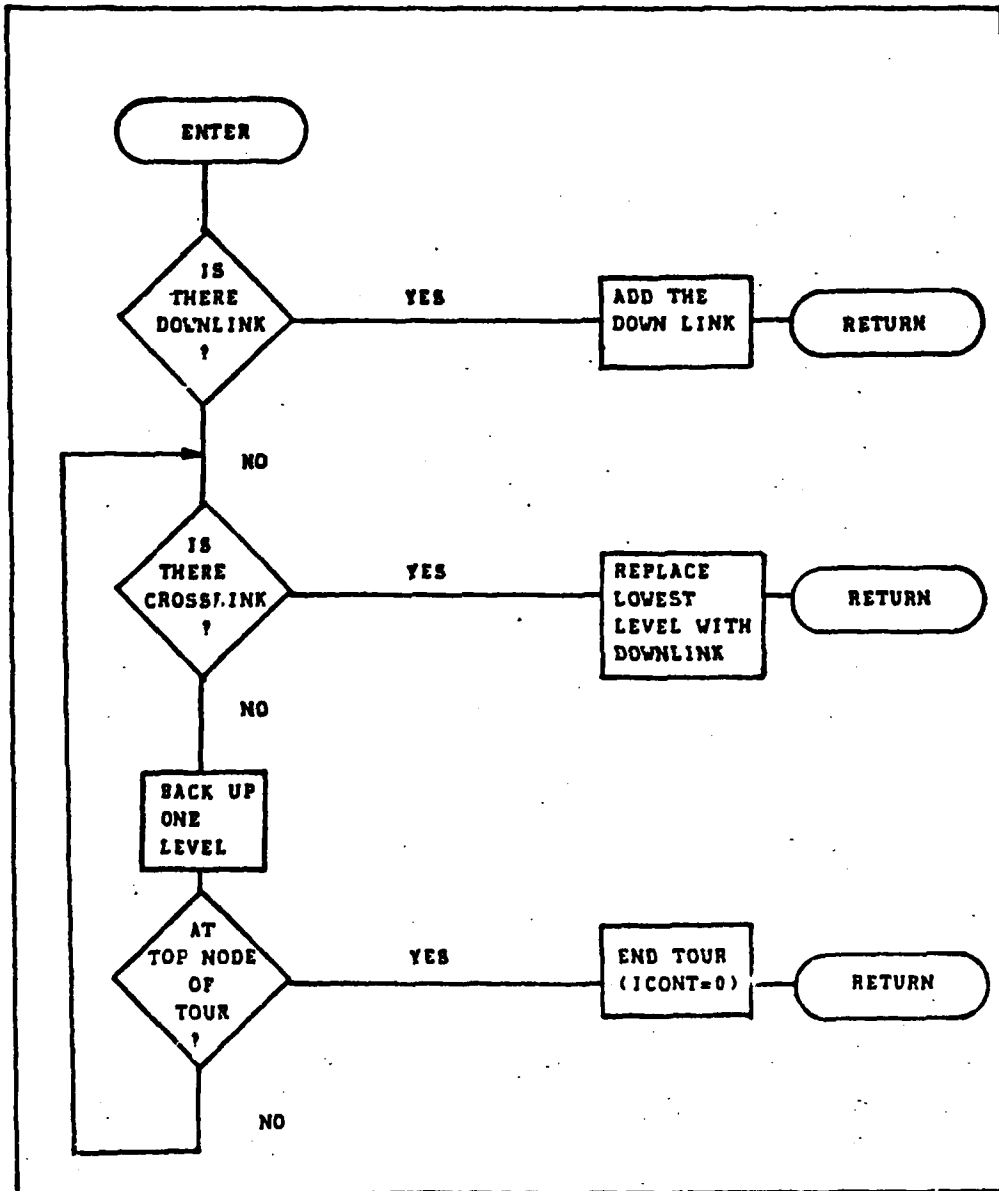 ENTER
IS
THERE
DOWNLINK
?
YES
ADD THE
DOWN LINK
RETURN
NO
IS
THERE
CROSSLINK
?
YES
REPLACE
LOWEST
LEVEL WITH
DOWNLINK
RETURN
NO
BACK UP
ONE
LEVEL
AT
TOP NODE
OF
TOUR
?
YES
END TOUR
(ICONT=0)
RETURN
NO